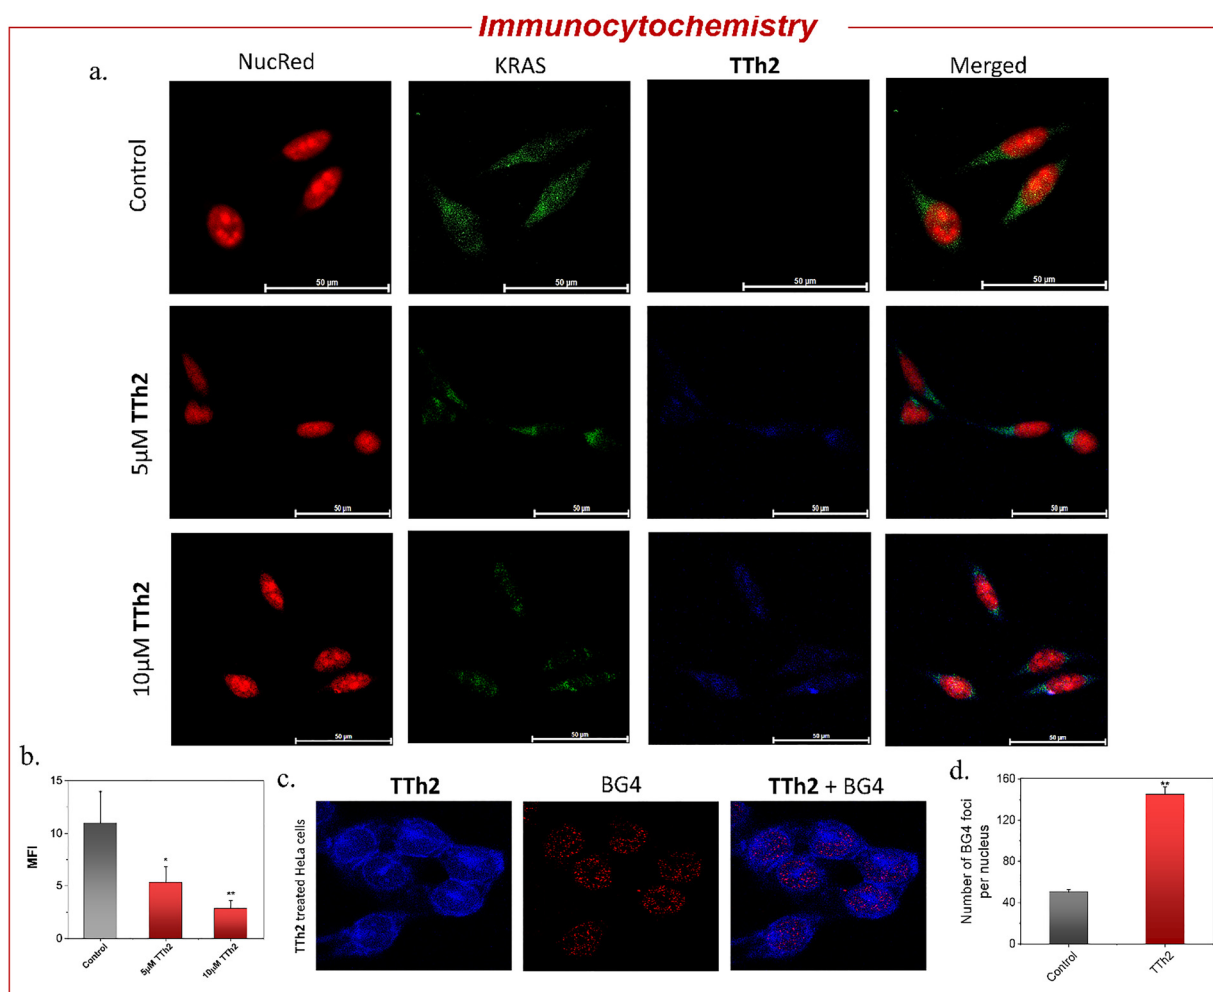 Immunocytochemistry
a.
NucRed
KRAS
TTh2
Merged
Control
50 µm
50 µm
50 µm
50 µm
5µM TTh2
50 µm
50 µm
50 µm
50 µm
10µM TTh2
50 µm
50 µm
50 µm
50 µm
b.
MFI
15
10
5
0
*
**
Control
5µM TTh2
10µM TTh2
c.
TTh2
BG4
TTh2 + BG4
TTh2 treated HeLa cells
d.
Number of BG4 foci
per nucleus
160
120
80
40
0
**
Control
TTh2